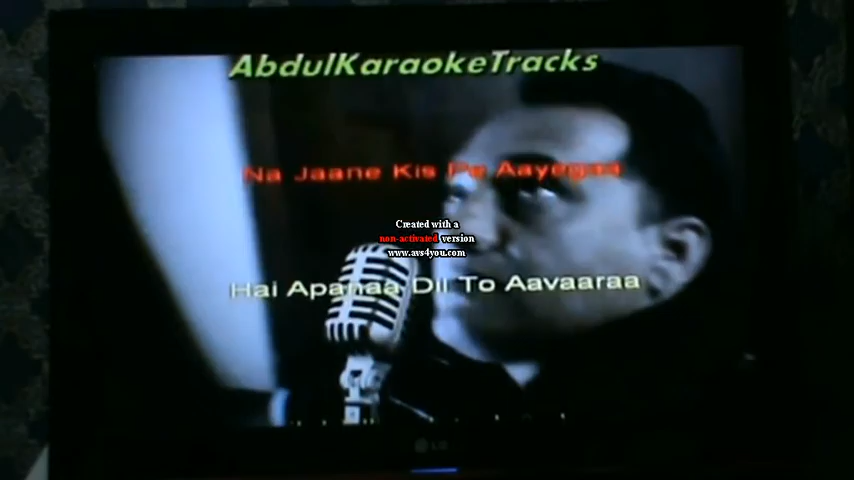 AbdulKaraokeTracks
Na Jaane Kis Pe Aayegaa
Created with a
non-activated version
www.avs4you.com
Hai Apanaa Dil To Aavaaraa
LG